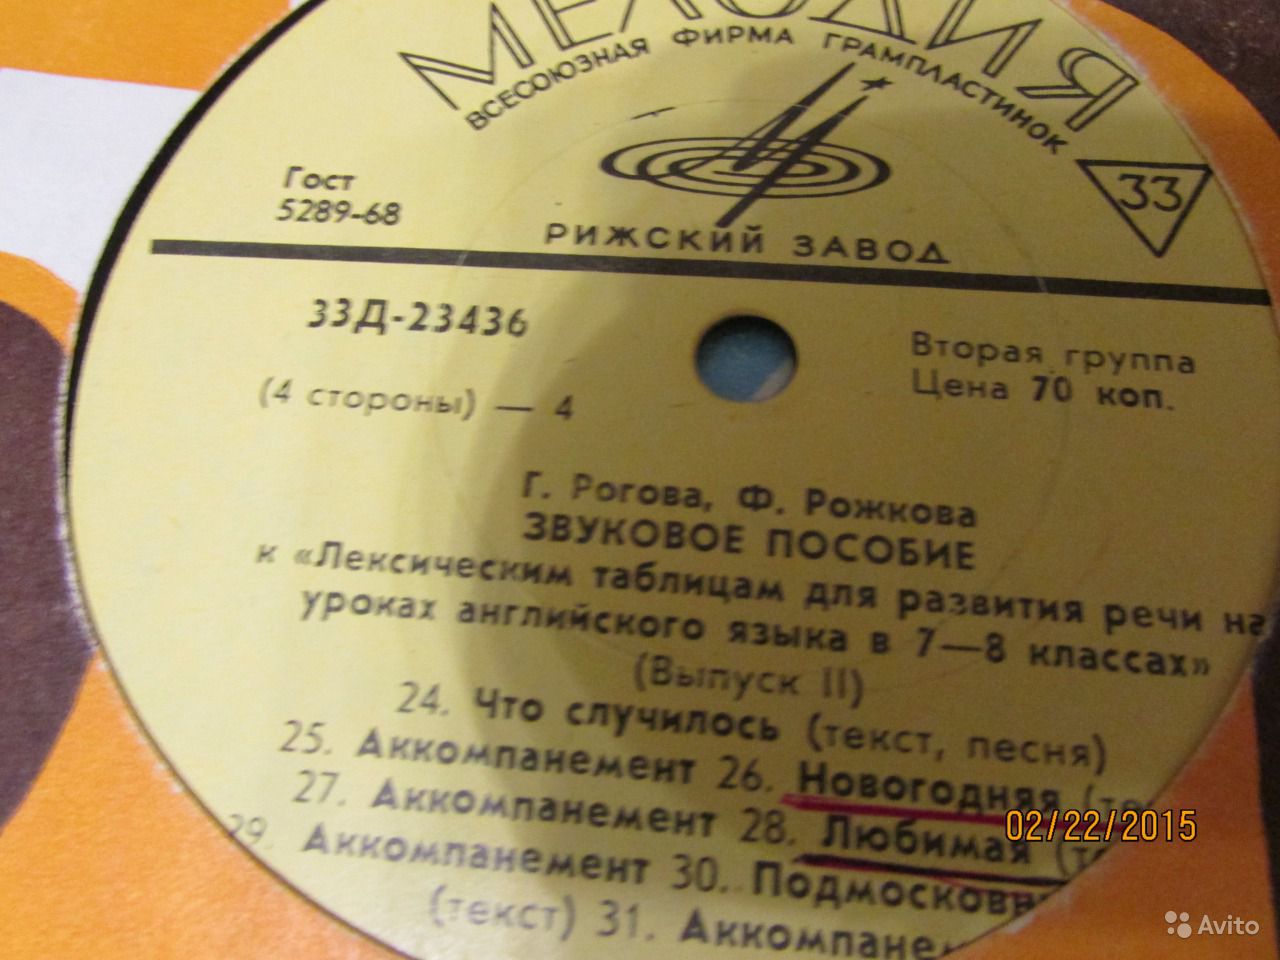 МЕЛОДИЯ
ВСЕСОЮЗНАЯ ФИРМА ГРАМПЛАСТИНОК
Гост
5289-68
33
РИЖСКИЙ ЗАВОД
33Д-23436
(4 стороны) — 4
Вторая группа
Цена 70 коп.
Г. Рогова, Ф. Рожкова
ЗВУКОВОЕ ПОСОБИЕ
к «Лексическим таблицам для развития речи на
уроках английского языка в 7—8 классах»
(Выпуск II)
24. Что случилось (текст, песня)
25. Аккомпанемент 26. Новогодняя
27. Аккомпанемент 28. Любимая
29. Аккомпанемент 30.
(текст) 31.
02/22/2015
Avito